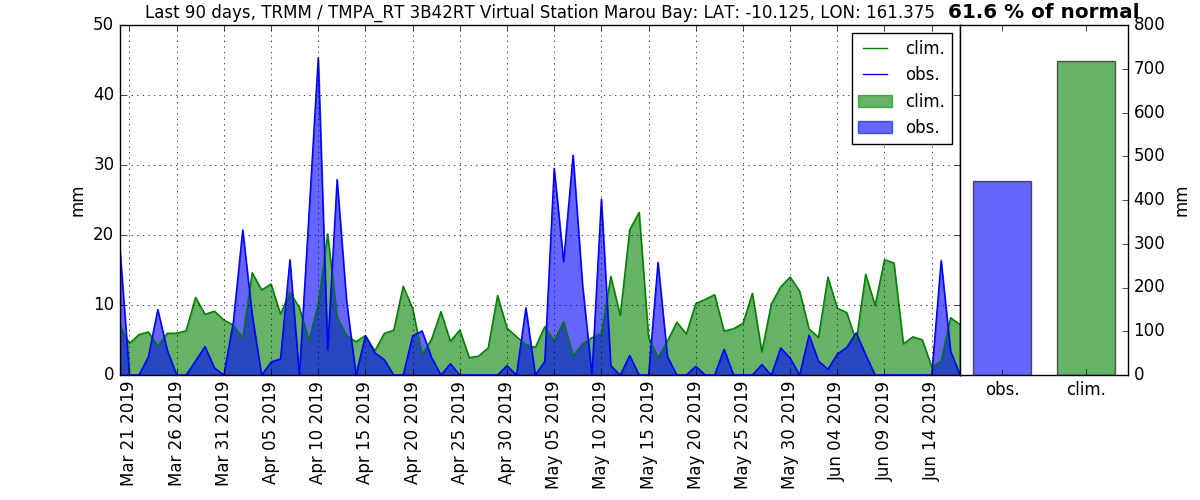 Last 90 days, TRMM / TMPA_RT 3B42RT Virtual Station Marou Bay: LAT: -10.125, LON: 161.375 61.6 % of normal
50
40
30
20
10
0
mm
clim.
obs.
clim.
obs.
Mar 21 2019
Mar 26 2019
Mar 31 2019
Apr 05 2019
Apr 10 2019
Apr 15 2019
Apr 20 2019
Apr 25 2019
Apr 30 2019
May 05 2019
May 10 2019
May 15 2019
May 20 2019
May 25 2019
May 30 2019
Jun 04 2019
Jun 09 2019
Jun 14 2019
800
700
600
500
400
300
200
100
0
mm
obs. clim.